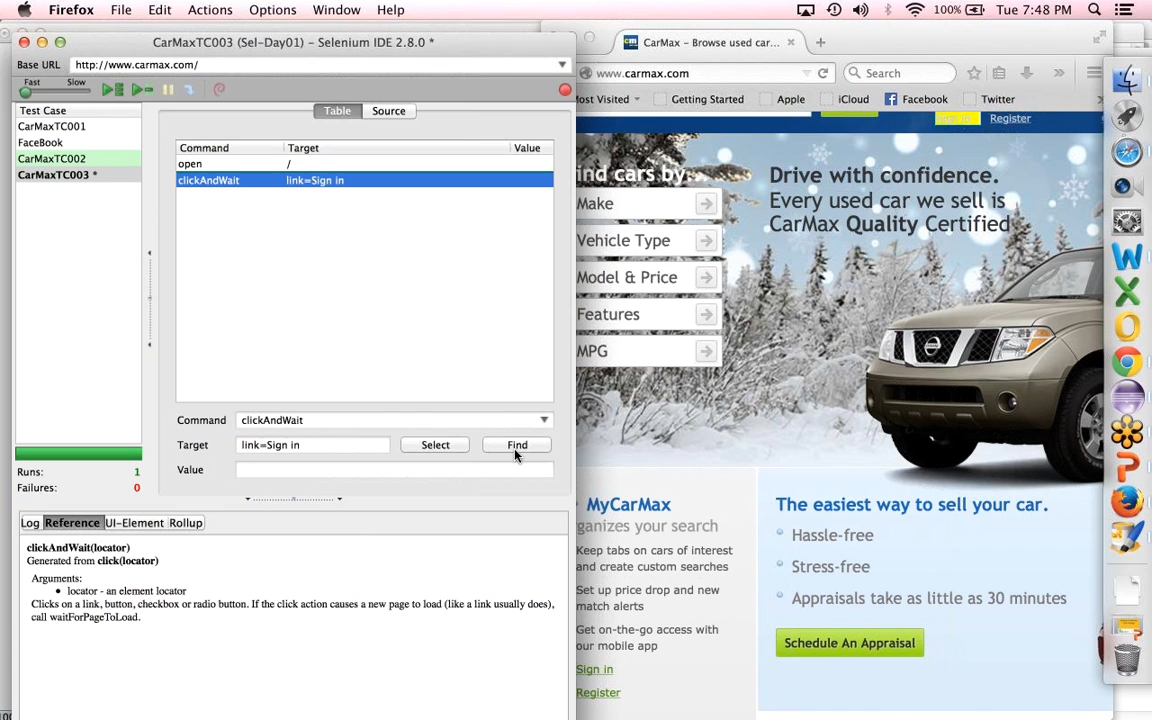 Firefox File Edit Actions Options Window Help 100% Tue 7:48 PM
CarMaxTC003 (Sel-Day01) - Selenium IDE 2.8.0 *
CarMax - Browse used car...
Base URL http://www.carmax.com/
www.carmax.com Search
Fast Slow
Most Visited Getting Started Apple iCloud Facebook Twitter
Test Case
CarMaxTC001
FaceBook
CarMaxTC002
CarMaxTC003 *
Table Source
Command Target Value
open /
clickAndWait link=Sign in
Command clickAndWait
Target link=Sign in Select Find
Value
Runs: 1
Failures: 0
Log Reference UI-Element Rollup
clickAndWait(locator)
Generated from click(locator)
Arguments:
• locator - an element locator
Clicks on a link, button, checkbox or radio button. If the click action causes a new page to load (like a link usually does),
call waitForPageToLoad.
Register
ind cars by...
Make
Vehicle Type
Model & Price
Features
MPG
Drive with confidence.
Every used car we sell is
CarMax Quality Certified
MyCarMax
ganizes your search
Keep tabs on cars of interest
and create custom searches
Set up price drop and new
match alerts
Get on-the-go access with
our mobile app
Sign in
Register
The easiest way to sell your car.
Hassle-free
Stress-free
Appraisals take as little as 30 minutes
Schedule An Appraisal